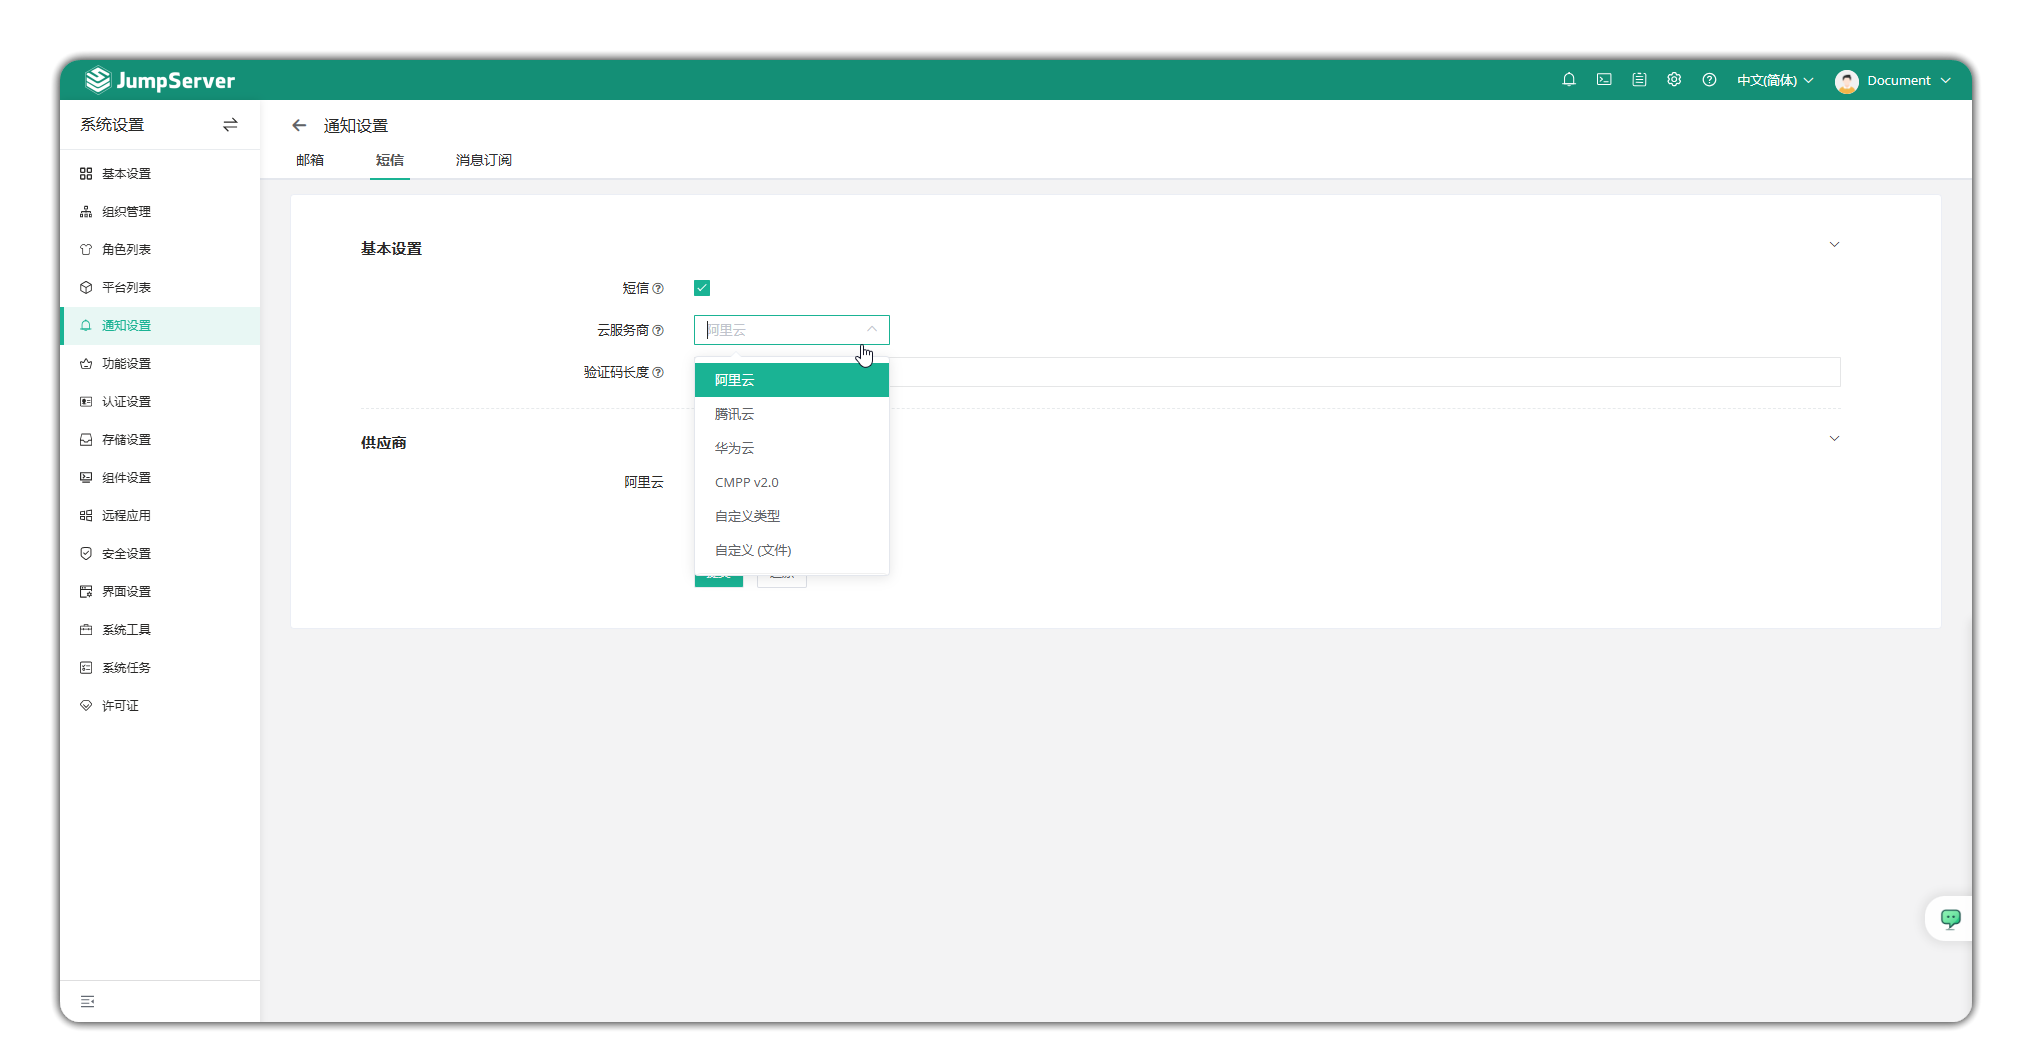 JumpServer
中文(简体)
Document
系统设置
通知设置
邮箱
短信
消息订阅
基本设置
组织管理
角色列表
平台列表
通知设置
功能设置
认证设置
存储设置
组件设置
远程应用
安全设置
界面设置
系统工具
系统任务
许可证
基本设置
短信
云服务商
阿里云
验证码长度
阿里云
腾讯云
华为云
CMPP v2.0
自定义类型
自定义 (文件)
供应商
阿里云